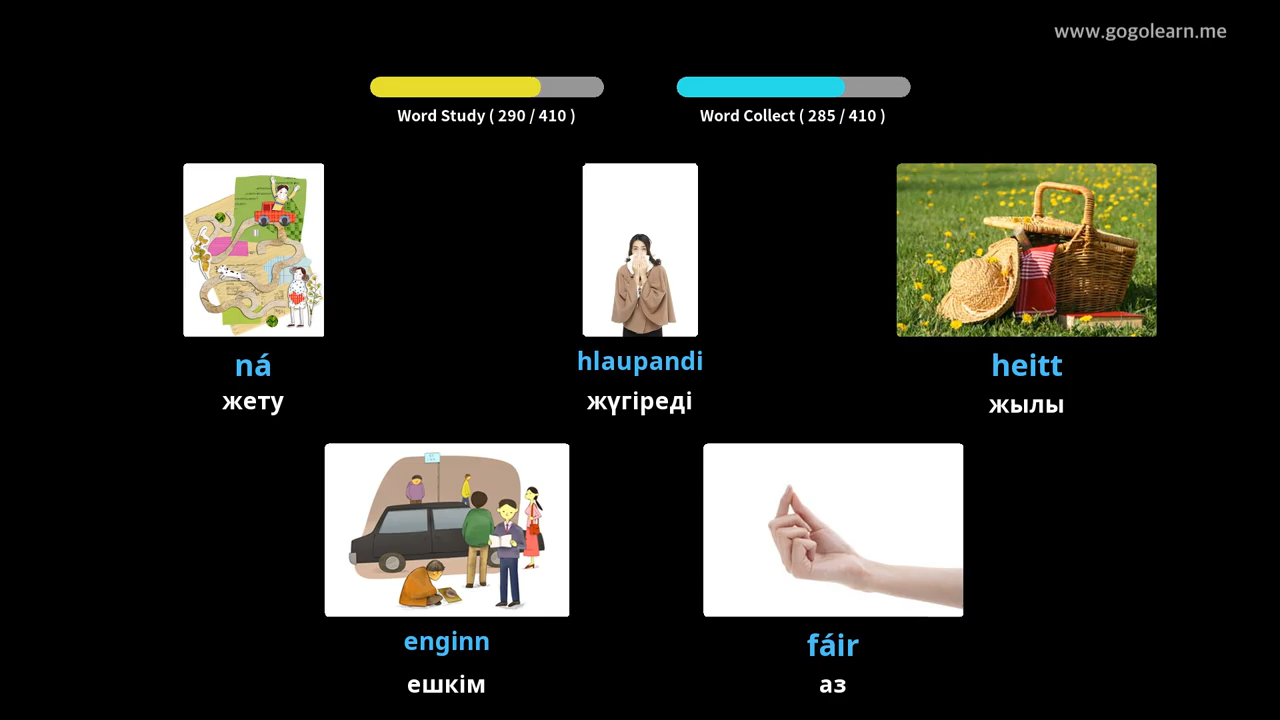 www.gogolearn.me
Word Study ( 290 / 410 )
Word Collect ( 285 / 410 )
ná
жету
hlaupandi
жүгіреді
heitt
жылы
enginn
ешкім
fáir
аз